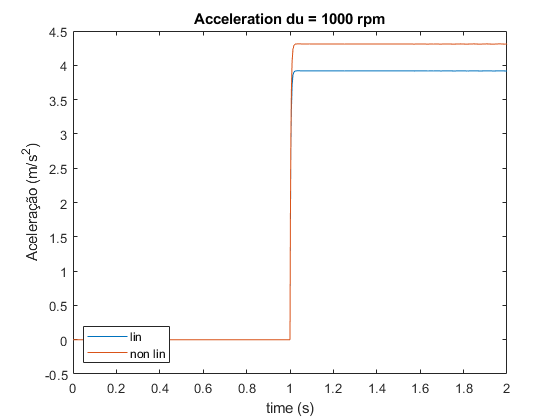 Acceleration du = 1000 rpm
4.5
4
3.5
3
2.5
2
1.5
1
0.5
0
-0.5
Aceleração (m/s²)
lin
non lin
0 0.2 0.4 0.6 0.8 1 1.2 1.4 1.6 1.8 2
time (s)